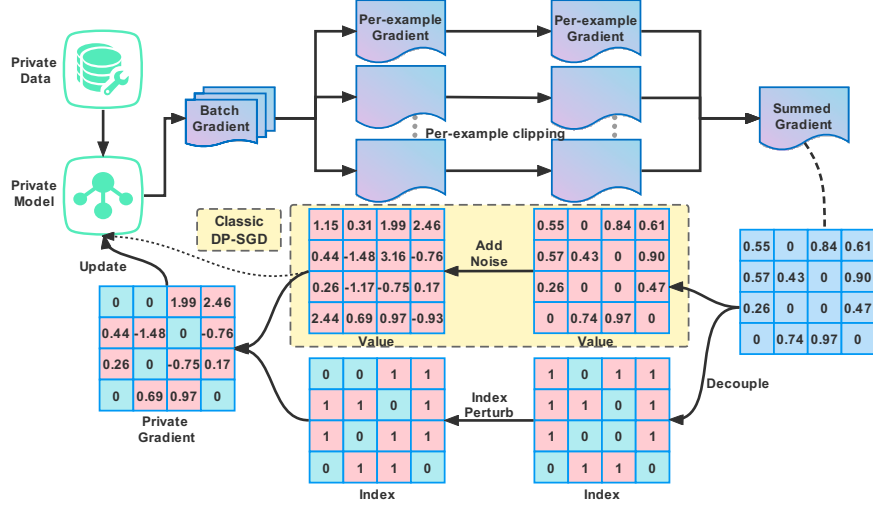 Per-example
Gradient
Per-example
Gradient
Private
Data
Batch
Gradient
Summed
Gradient
Per-example clipping
Private
Model
Classic
DP-SGD
1.15 0.31 1.99 2.46
0.44 -1.48 3.16 -0.76
0.26 -1.17 -0.75 0.17
2.44 0.69 0.97 -0.93
Value
Add
Noise
0.55 0 0.84 0.61
0.57 0.43 0 0.90
0.26 0 0 0.47
0 0.74 0.97 0
Value
0.55 0 0.84 0.61
0.57 0.43 0 0.90
0.26 0 0 0.47
0 0.74 0.97 0
Update
0 0 1.99 2.46
0.44 -1.48 0 -0.76
0.26 0 -0.75 0.17
0 0.69 0.97 0
Private
Gradient
0 0 1 1
1 1 0 1
1 0 1 1
0 1 1 0
Index
Index
Perturb
1 0 1 1
1 1 0 1
1 0 0 1
0 1 1 0
Index
Decouple